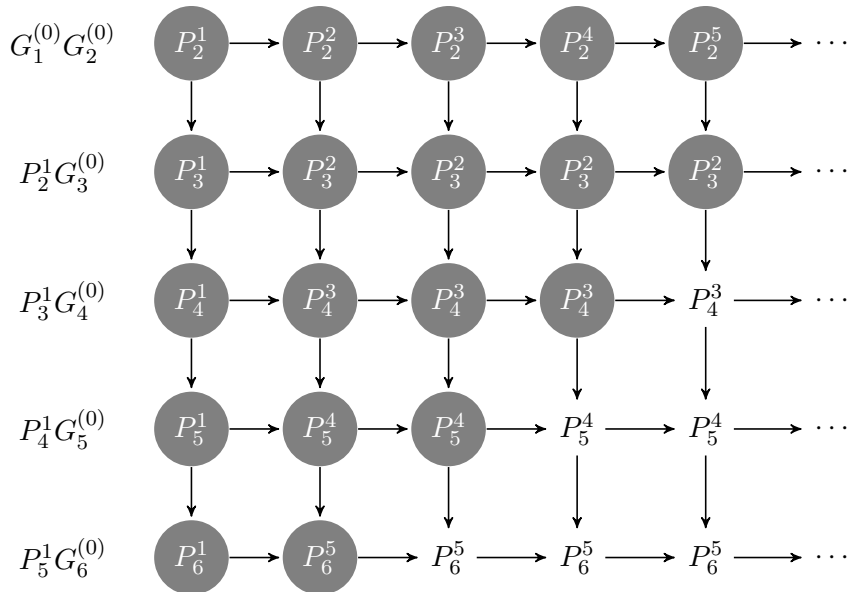 $G_1^{(0)}G_2^{(0)}$ $P_2^1$ $P_2^2$ $P_2^3$ $P_2^4$ $P_2^5$ ⋯
$P_2^1G_3^{(0)}$ $P_3^1$ $P_3^2$ $P_3^2$ $P_3^2$ $P_3^2$ ⋯
$P_3^1G_4^{(0)}$ $P_4^1$ $P_4^3$ $P_4^3$ $P_4^3$ $P_4^3$ ⋯
$P_4^1G_5^{(0)}$ $P_5^1$ $P_5^4$ $P_5^4$ $P_5^4$ $P_5^4$ ⋯
$P_5^1G_6^{(0)}$ $P_6^1$ $P_6^5$ $P_6^5$ $P_6^5$ $P_6^5$ ⋯